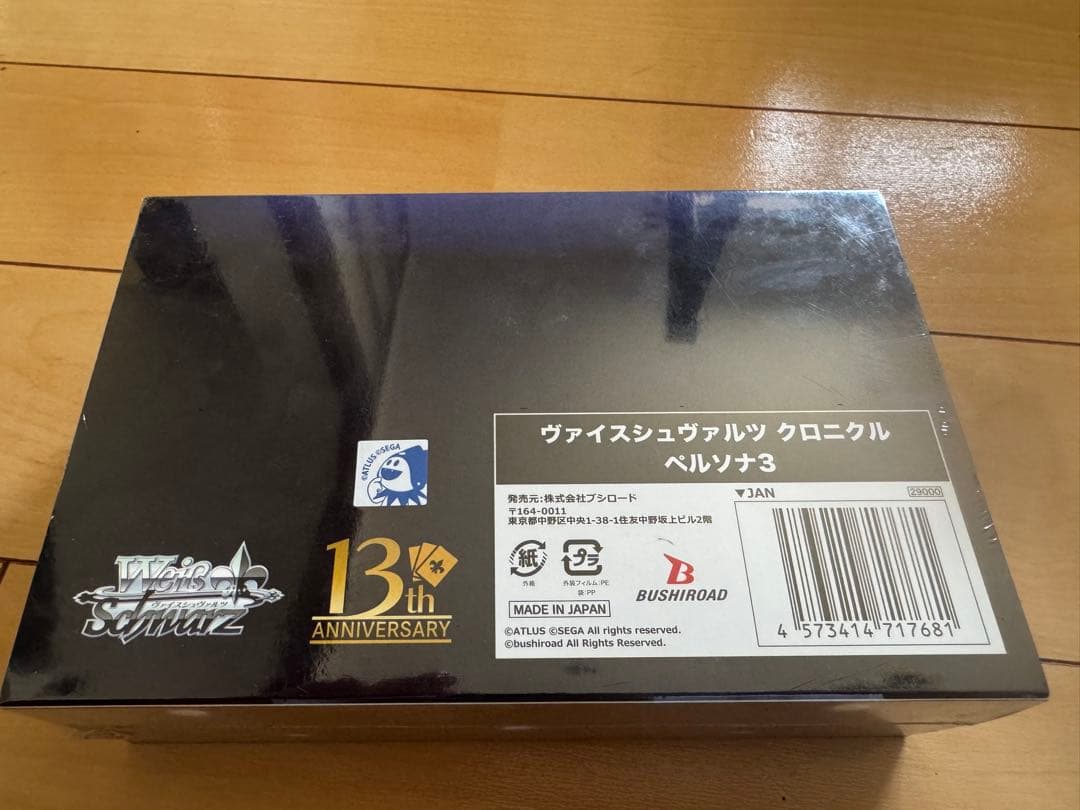 ヴァイスシュヴァルツ クロニクル
ペルソナ3
発売元:株式会社ブシロード
〒164-0011
東京都中野区中央1-38-1住友中野坂上ビル2階
▼JAN
29000
紙
外箱
プラ
外装フィルム:PE
袋:PP
BUSHIROAD
MADE IN JAPAN
©ATLUS ©SEGA All rights reserved.
©bushiroad All Rights Reserved.
4 573414 717681
©ATLUS ©SEGA
Weiß
ヴァイスシュヴァルツ
Schwarz
13th
ANNIVERSARY